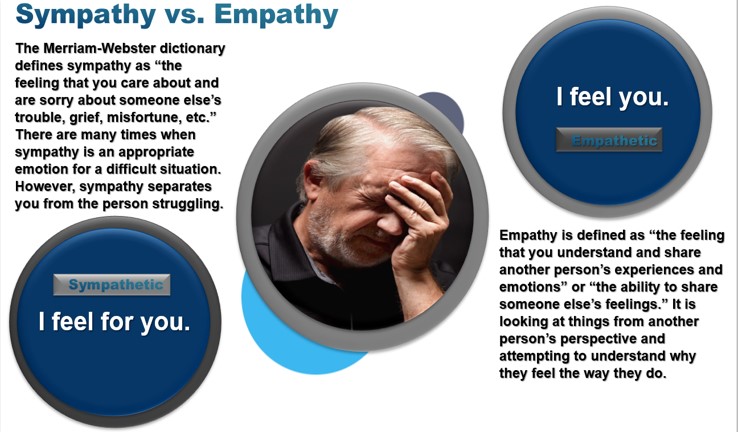 Sympathy vs. Empathy
The Merriam-Webster dictionary
defines sympathy as “the
feeling that you care about and
are sorry about someone else’s
trouble, grief, misfortune, etc.”
There are many times when
sympathy is an appropriate
emotion for a difficult situation.
However, sympathy separates
you from the person struggling.
Sympathetic
I feel for you.
I feel you.
Empathetic
Empathy is defined as “the feeling
that you understand and share
another person’s experiences and
emotions” or “the ability to share
someone else’s feelings.” It is
looking at things from another
person’s perspective and
attempting to understand why
they feel the way they do.